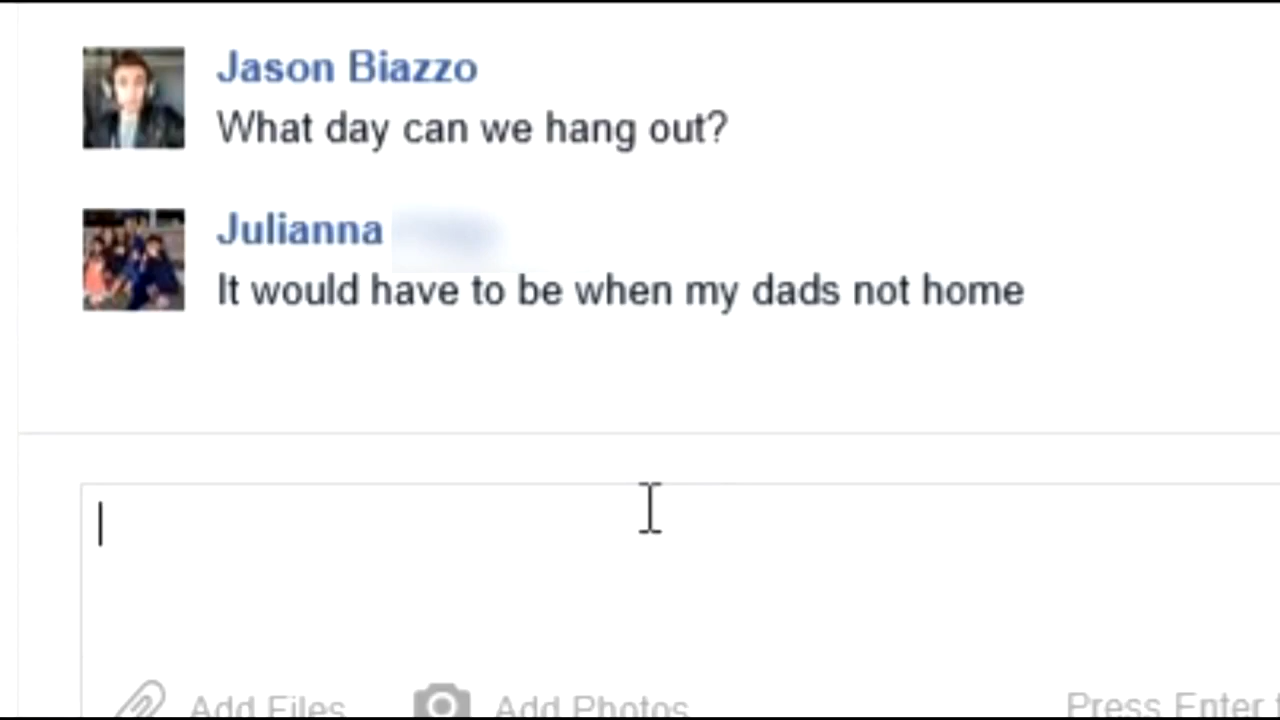 Jason Biazzo
What day can we hang out?
Julianna
It would have to be when my dads not home
Add Files Add Photos Press Enter